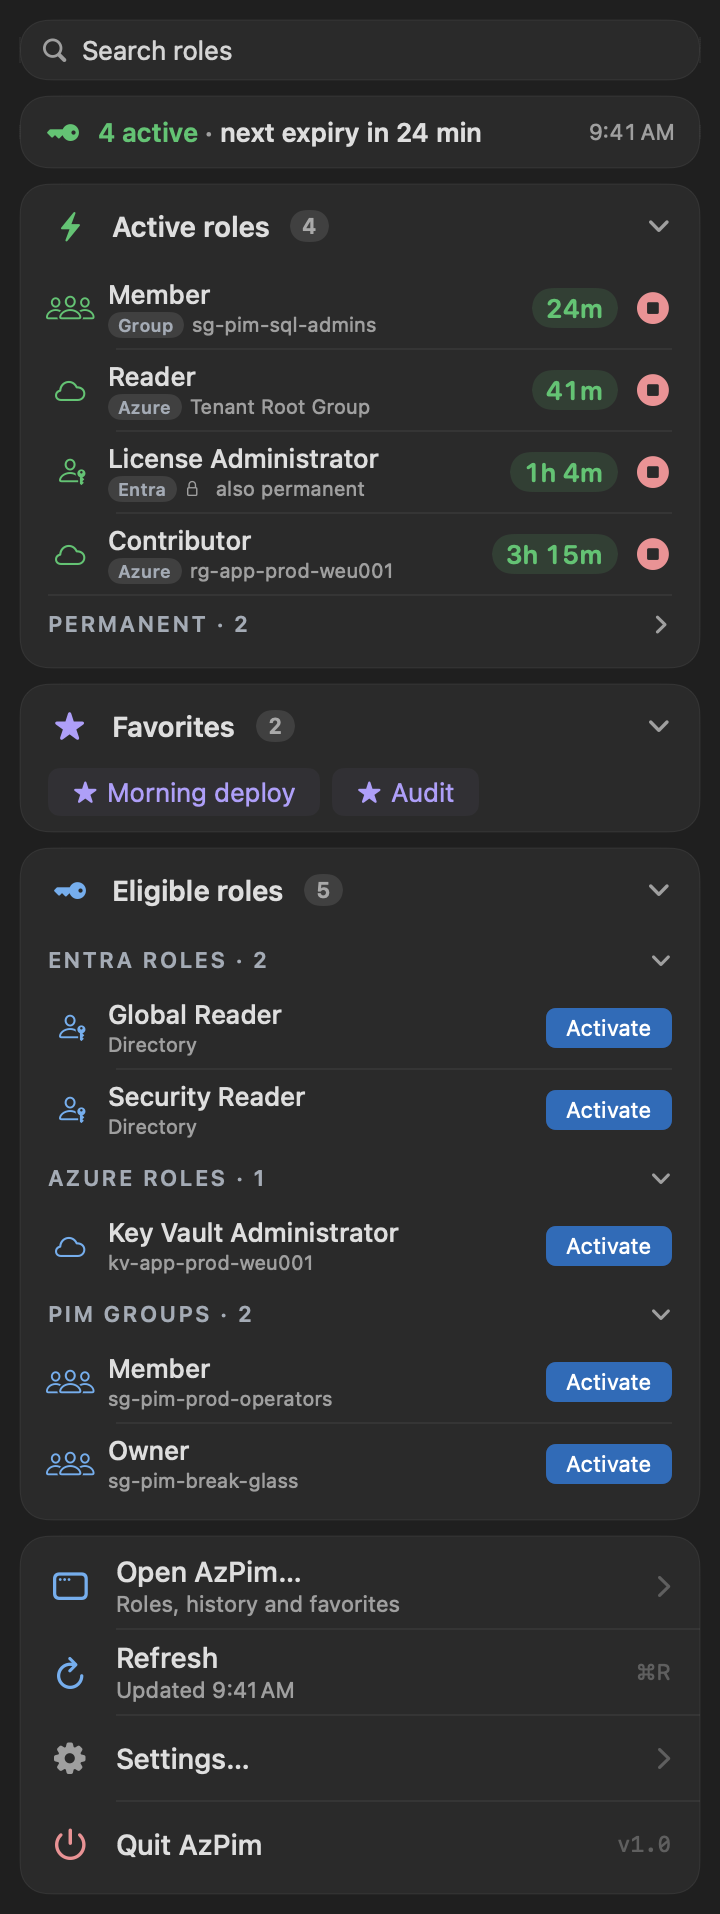 Search roles
4 active · next expiry in 24 min 9:41 AM
Active roles 4
Member
Group sg-pim-sql-admins
24m
Reader
Azure Tenant Root Group
41m
License Administrator
Entra also permanent
1h 4m
Contributor
Azure rg-app-prod-weu001
3h 15m
PERMANENT · 2
Favorites 2
Morning deploy Audit
Eligible roles 5
ENTRA ROLES · 2
Global Reader
Directory
Activate
Security Reader
Directory
Activate
AZURE ROLES · 1
Key Vault Administrator
kv-app-prod-weu001
Activate
PIM GROUPS · 2
Member
sg-pim-prod-operators
Activate
Owner
sg-pim-break-glass
Activate
Open AzPim...
Roles, history and favorites
Refresh
Updated 9:41 AM
⌘R
Settings...
Quit AzPim v1.0